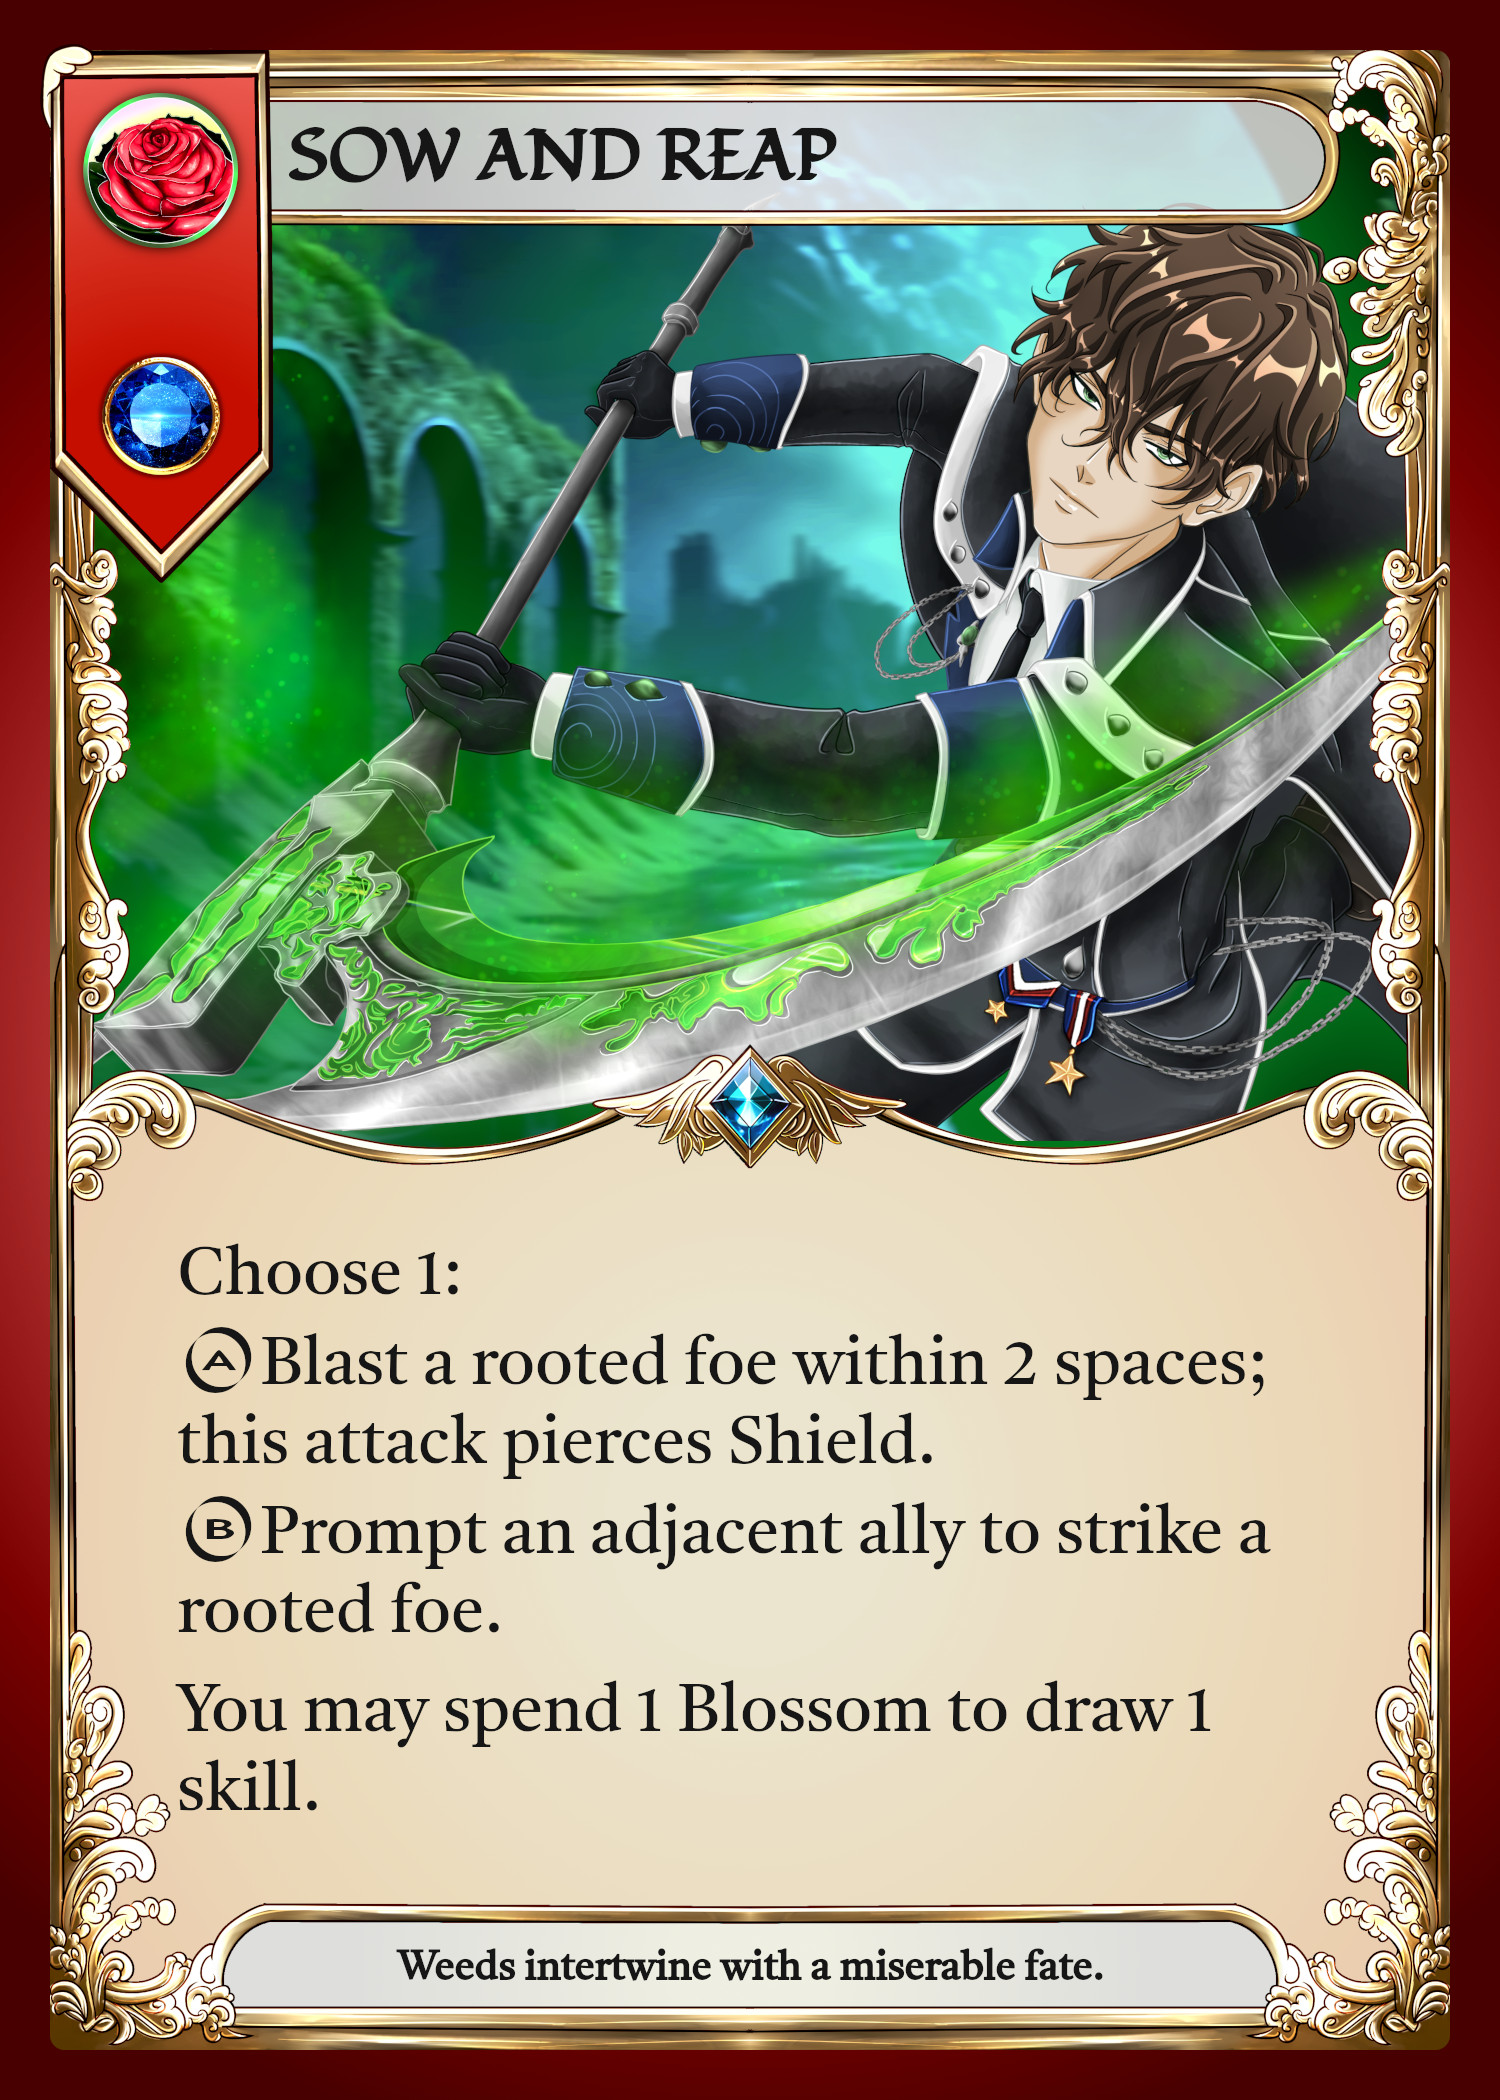 SOW AND REAP
Choose 1:
A Blast a rooted foe within 2 spaces;
this attack pierces Shield.
B Prompt an adjacent ally to strike a
rooted foe.
You may spend 1 Blossom to draw 1
skill.
Weeds intertwine with a miserable fate.